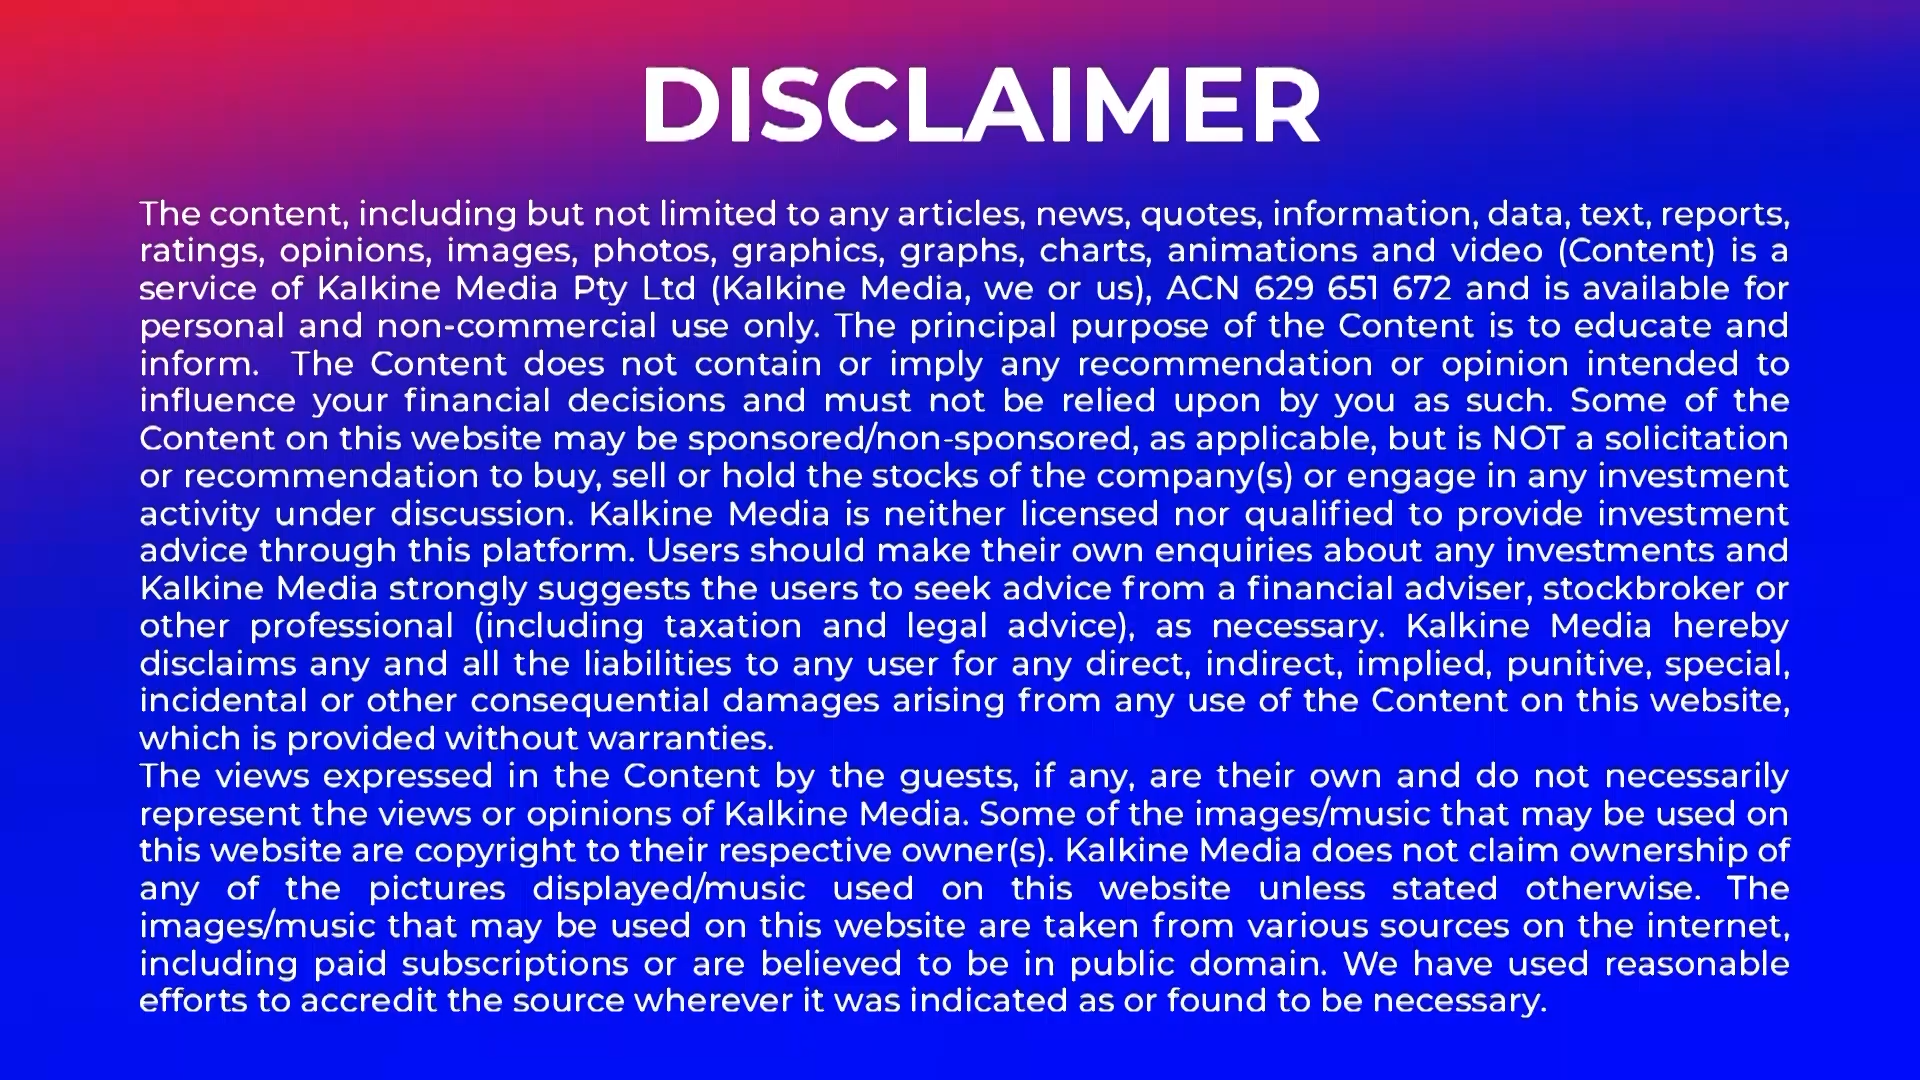 DISCLAIMER
The content, including but not limited to any articles, news, quotes, information, data, text, reports,
ratings, opinions, images, photos, graphics, graphs, charts, animations and video (Content) is a
service of Kalkine Media Pty Ltd (Kalkine Media, we or us), ACN 629 651 672 and is available for
personal and non-commercial use only. The principal purpose of the Content is to educate and
inform.  The Content does not contain or imply any recommendation or opinion intended to
influence your financial decisions and must not be relied upon by you as such. Some of the
Content on this website may be sponsored/non-sponsored, as applicable, but is NOT a solicitation
or recommendation to buy, sell or hold the stocks of the company(s) or engage in any investment
activity under discussion. Kalkine Media is neither licensed nor qualified to provide investment
advice through this platform. Users should make their own enquiries about any investments and
Kalkine Media strongly suggests the users to seek advice from a financial adviser, stockbroker or
other professional (including taxation and legal advice), as necessary. Kalkine Media hereby
disclaims any and all the liabilities to any user for any direct, indirect, implied, punitive, special,
incidental or other consequential damages arising from any use of the Content on this website,
which is provided without warranties.
The views expressed in the Content by the guests, if any, are their own and do not necessarily
represent the views or opinions of Kalkine Media. Some of the images/music that may be used on
this website are copyright to their respective owner(s). Kalkine Media does not claim ownership of
any of the pictures displayed/music used on this website unless stated otherwise. The
images/music that may be used on this website are taken from various sources on the internet,
including paid subscriptions or are believed to be in public domain. We have used reasonable
efforts to accredit the source wherever it was indicated as or found to be necessary.